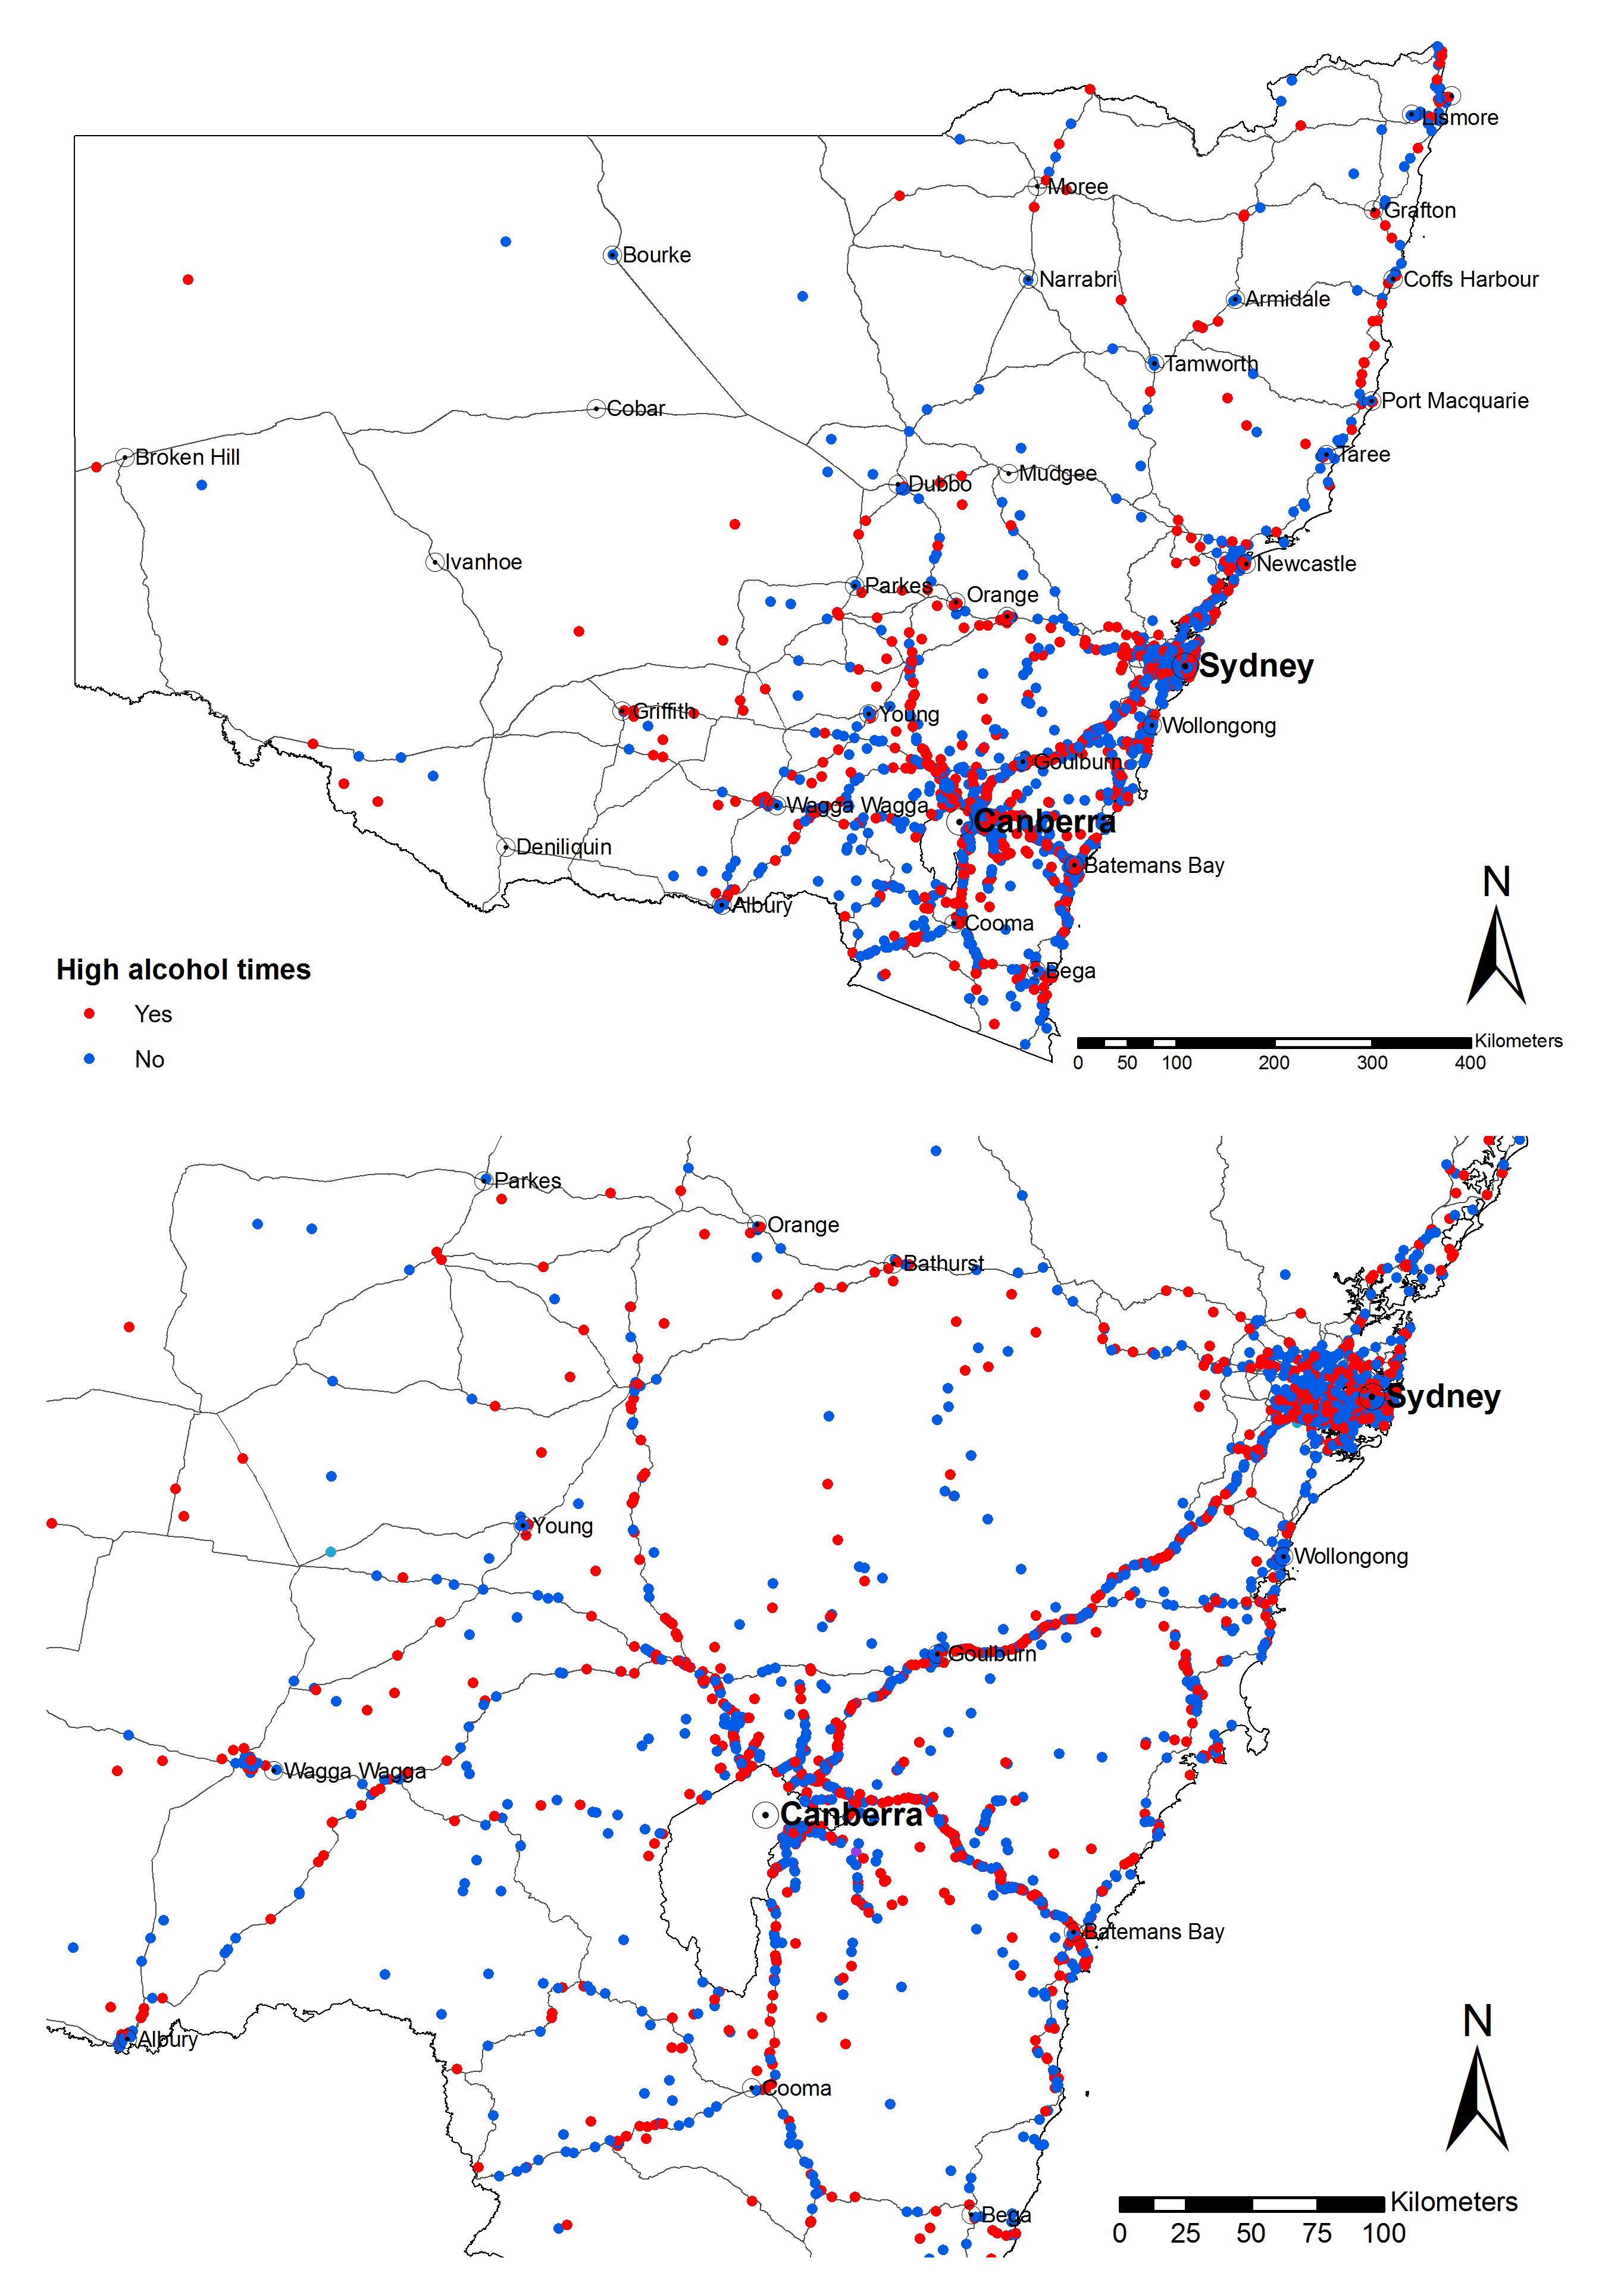 Lismore
Moree
Grafton
Bourke
Narrabri
Coffs Harbour
Armidale
Tamworth
Cobar
Port Macquarie
Broken Hill
Taree
Mudgee
Dubbo
Ivanhoe
Newcastle
Parkes
Orange
Sydney
Griffith
Young
Wollongong
Goulburn
Wagga Wagga
Canberra
Deniliquin
Batemans Bay
Albury
Cooma
Bega
High alcohol times
Yes
No
N
Kilometers
0 50 100 200 300 400
Parkes
Orange
Bathurst
Sydney
Young
Wollongong
Goulburn
Wagga Wagga
Canberra
Batemans Bay
Albury
Cooma
Bega
N
Kilometers
0 25 50 75 100